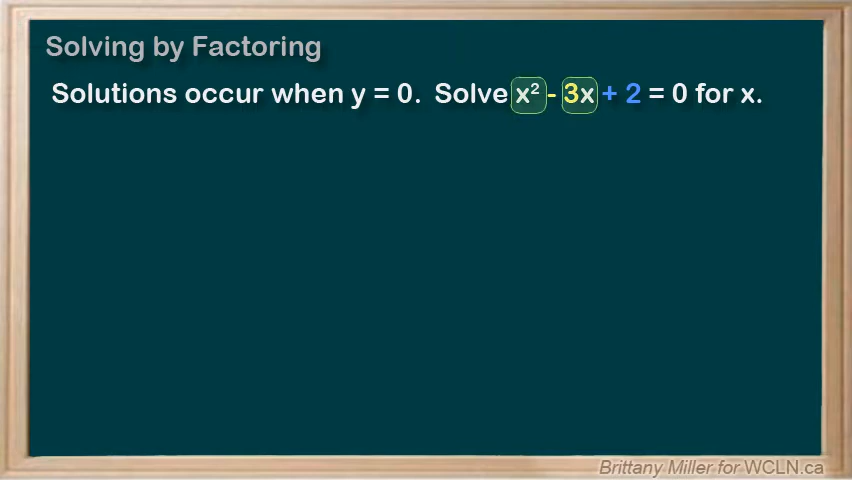 Solving by Factoring
Solutions occur when y = 0. Solve x² - 3x + 2 = 0 for x.
Brittany Miller for WCLN.ca